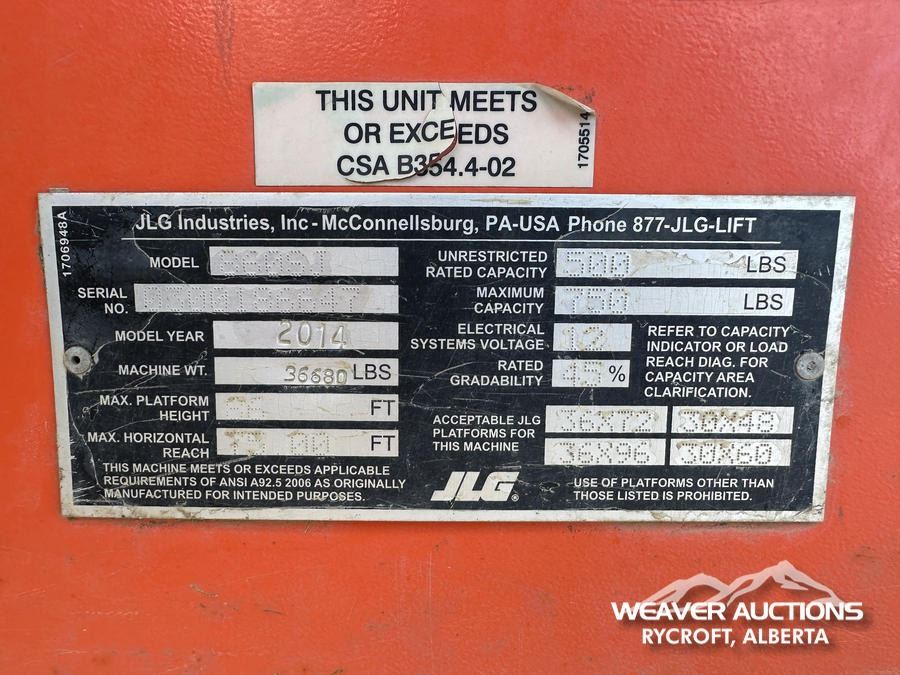 THIS UNIT MEETS
OR EXCEEDS
CSA B354.4-02
1705514
1706948A
JLG Industries, Inc - McConnellsburg, PA-USA Phone 877-JLG-LIFT
MODEL
SERIAL
NO.
MODEL YEAR 2014
MACHINE WT. 36680 LBS
MAX. PLATFORM
HEIGHT FT
MAX. HORIZONTAL
REACH FT
THIS MACHINE MEETS OR EXCEEDS APPLICABLE
REQUIREMENTS OF ANSI A92.5 2006 AS ORIGINALLY
MANUFACTURED FOR INTENDED PURPOSES.
UNRESTRICTED
RATED CAPACITY 500 LBS
MAXIMUM
CAPACITY 750 LBS
ELECTRICAL
SYSTEMS VOLTAGE 12
RATED
GRADABILITY 45 %
REFER TO CAPACITY
INDICATOR OR LOAD
REACH DIAG. FOR
CAPACITY AREA
CLARIFICATION.
ACCEPTABLE JLG
PLATFORMS FOR
THIS MACHINE
36X72 30X48
36X96 30X60
JLG®
USE OF PLATFORMS OTHER THAN
THOSE LISTED IS PROHIBITED.
WEAVER AUCTIONS
RYCROFT, ALBERTA